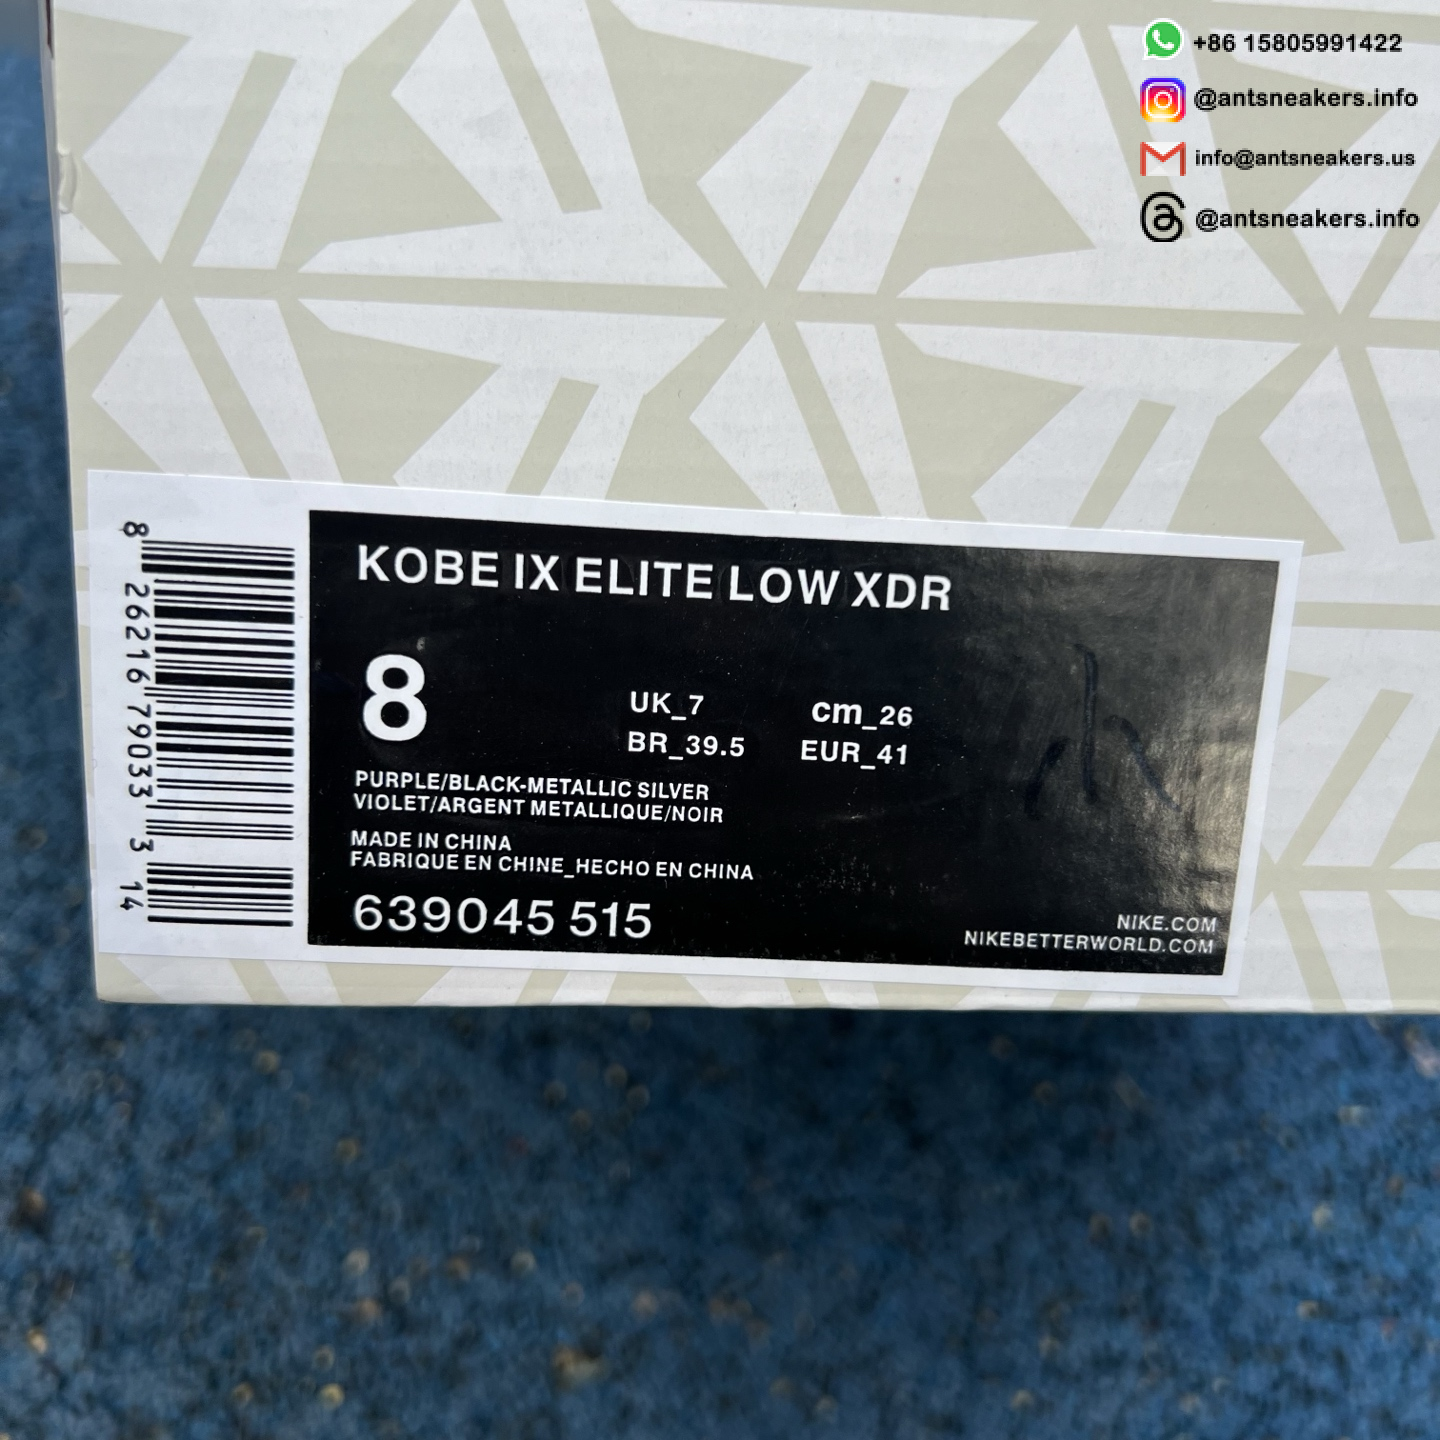 +86 15805991422
@antsneakers.info
info@antsneakers.us
@antsneakers.info
KOBE IX ELITE LOW XDR
8
UK_7
cm_26
BR_39.5
EUR_41
PURPLE/BLACK-METALLIC SILVER
VIOLET/ARGENT METALLIQUE/NOIR
MADE IN CHINA
FABRIQUE EN CHINE_HECHO EN CHINA
639045 515
NIKE.COM
NIKEBETTERWORLD.COM
8 26216 79033 3 14